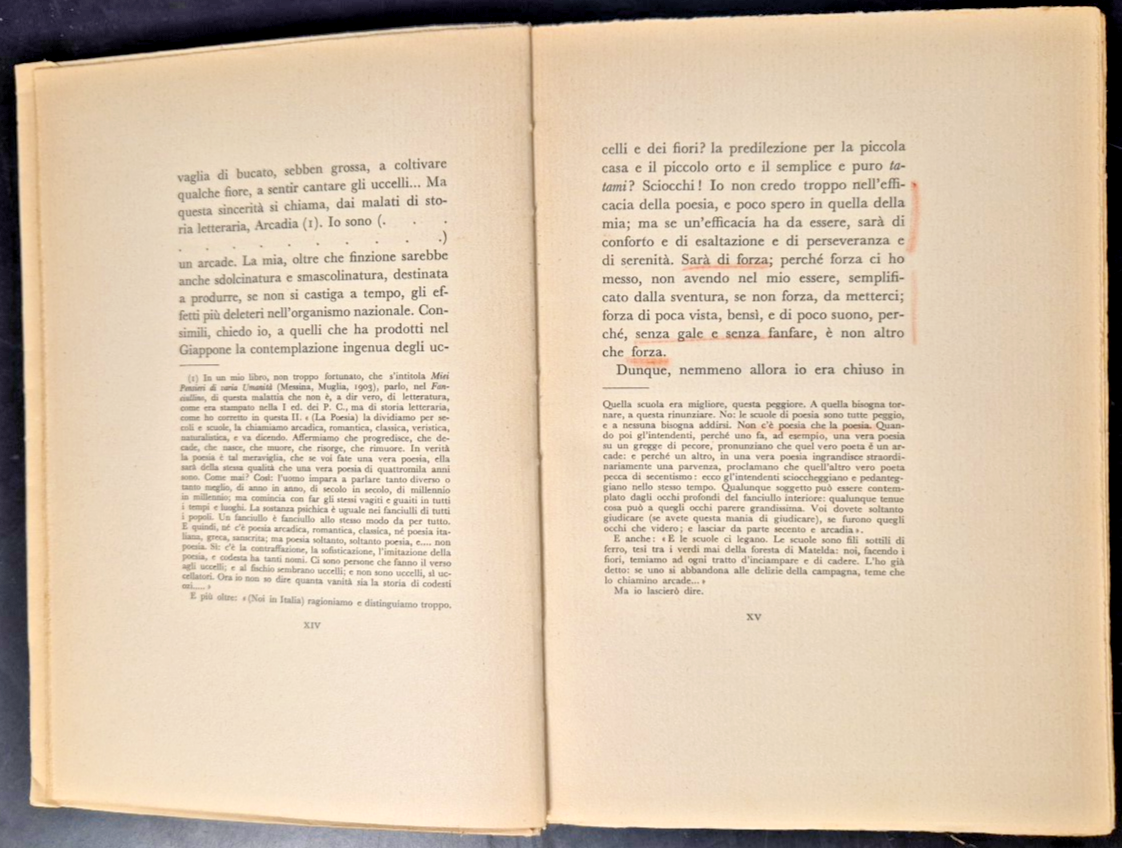 vaglia di bucato, sebben grossa, a coltivare
qualche fiore, a sentir cantare gli uccelli... Ma
questa sincerità si chiama, dai malati di sto-
ria letteraria, Arcadia (1). Io sono (. . .
. . . . . . . . . . .)
un arcade. La mia, oltre che finzione sarebbe
anche sdolcinatura e smascolinatura, destinata
a produrre, se non si castiga a tempo, gli ef-
fetti più deleteri nell'organismo nazionale. Con-
simili, chiedo io, a quelli che ha prodotti nel
Giappone la contemplazione ingenua degli uc-
(1) In un mio libro, non troppo fortunato, che s'intitola Miei
Pensieri di varia Umanità (Messina, Muglia, 1903), parlo, nel Fan-
ciullino, di questa malattia che non è, a dir vero, di letteratura,
come era stampato nella I ed. dei P. C., ma di storia letteraria,
come ho corretto in questa II. « (La Poesia) la dividiamo per se-
coli e scuole, la chiamiamo arcadica, romantica, classica, veristica,
naturalistica, e va dicendo. Affermiamo che progredisce, che de-
cade, che nasce, che muore, che risorge, che rimuore. In verità
la poesia è tal meraviglia, che se voi fate una vera poesia, ella
sarà della stessa qualità che una vera poesia di quattromila anni
sono. Come mai? Così: l'uomo impara a parlare tanto diverso o
tanto meglio, di anno in anno, di secolo in secolo, di millennio
in millennio; ma comincia con far gli stessi vagiti e guaiti in tutti
i tempi e luoghi. La sostanza psichica è uguale nei fanciulli di tutti
i popoli. Un fanciullo è fanciullo allo stesso modo da per tutto.
E quindi, né c'è poesia arcadica, romantica, classica, né poesia ita-
liana, greca, sanscrita; ma poesia soltanto, soltanto poesia, e.... non
poesia. Sì: c'è la contraffazione, la sofisticazione, l'imitazione della
poesia, e codesta ha tanti nomi. Ci sono persone che fanno il verso
agli uccelli; e al fischio sembrano uccelli; e non sono uccelli, sì uc-
cellatori. Ora io non so dire quanta vanità sia la storia di codesti
ozi.... »
E più oltre: « (Noi in Italia) ragioniamo e distinguiamo troppo.
XIV
celli e dei fiori? la predilezione per la piccola
casa e il piccolo orto e il semplice e puro ta-
tami? Sciocchi! Io non credo troppo nell'effi-
cacia della poesia, e poco spero in quella della
mia; ma se un'efficacia ha da essere, sarà di
conforto e di esaltazione e di perseveranza e
di serenità. Sarà di forza; perché forza ci ho
messo, non avendo nel mio essere, semplifi-
cato dalla sventura, se non forza, da metterci;
forza di poca vista, bensì, e di poco suono, per-
ché, senza gale e senza fanfare, è non altro
che forza.
Dunque, nemmeno allora io era chiuso in
Quella scuola era migliore, questa peggiore. A quella bisogna tor-
nare, a questa rinunziare. No: le scuole di poesia sono tutte peggio,
e a nessuna bisogna addirsi. Non c'è poesia che la poesia. Quan-
do poi gl'intendenti, perché uno fa, ad esempio, una vera poesia
su un gregge di pecore, pronunziano che quel vero poeta è un ar-
cade: e perché un altro, in una vera poesia ingrandisce straordi-
nariamente una parvenza, proclamano che quell'altro vero poeta
pecca di secentismo: ecco gl'intendenti scioccheggiano e pedanteg-
giano nello stesso tempo. Qualunque soggetto può essere contem-
plato dagli occhi profondi del fanciullo interiore: qualunque tenue
cosa può a quegli occhi parere grandissima. Voi dovete soltanto
giudicare (se avete questa mania di giudicare), se furono quegli
occhi che videro; e lasciar da parte secento e arcadia ».
E anche: « E le scuole ci legano. Le scuole sono fili sottili di
ferro, tesi tra i verdi mai della foresta di Matelda: noi, facendo i
fiori, temiamo ad ogni tratto d'inciampare e di cadere. L'ho già
detto: se uno si abbandona alle delizie della campagna, teme che
lo chiamino arcade... »
Ma io lascierò dire.
XV